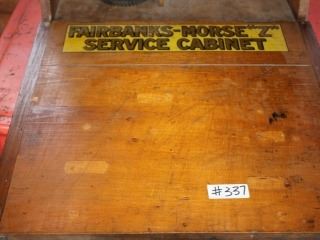 FAIRBANKS-MORSE "Z"
SERVICE CABINET
#337